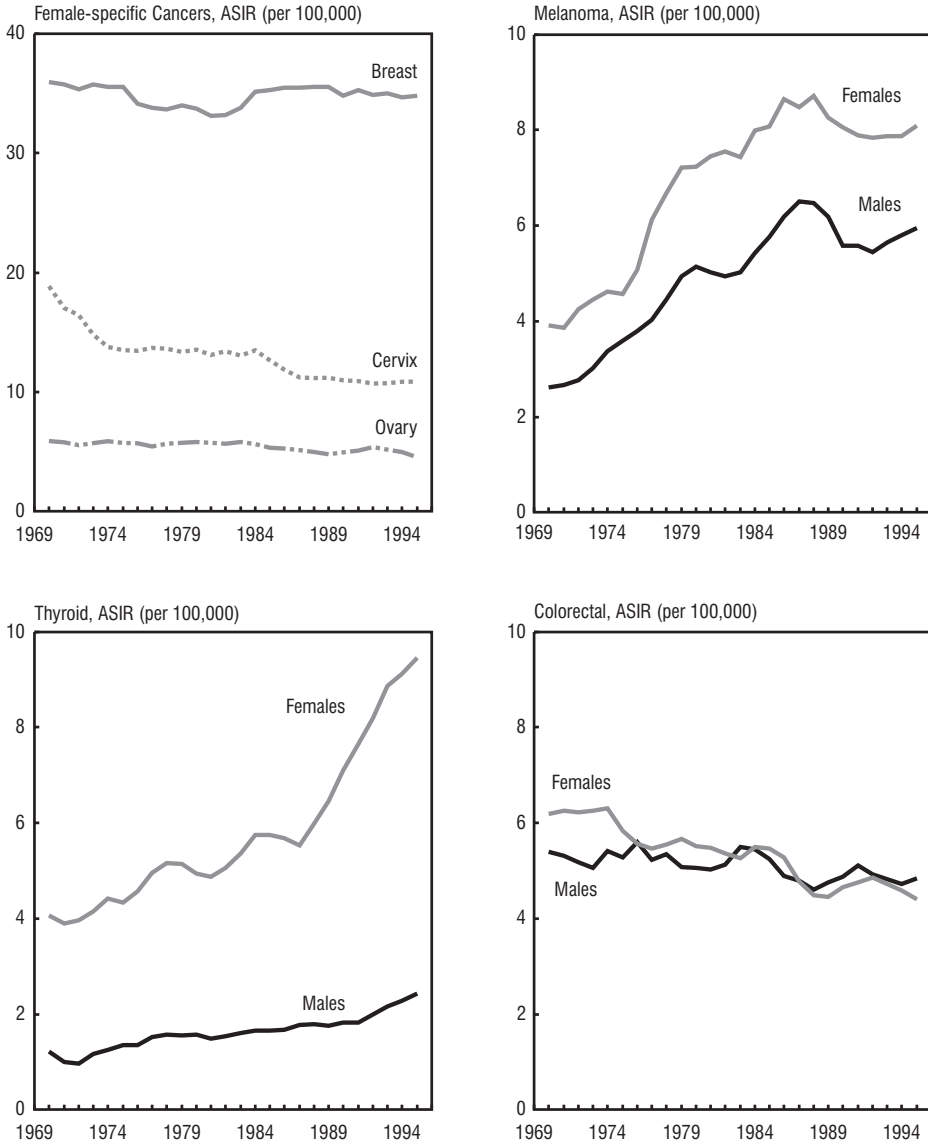 Female-specific Cancers, ASIR (per 100,000)
40
30
20
10
0
Breast
Cervix
Ovary
1969 1974 1979 1984 1989 1994
Melanoma, ASIR (per 100,000)
10
8
6
4
2
0
Females
Males
1969 1974 1979 1984 1989 1994
Thyroid, ASIR (per 100,000)
10
8
6
4
2
0
Females
Males
1969 1974 1979 1984 1989 1994
Colorectal, ASIR (per 100,000)
10
8
6
4
2
0
Females
Males
1969 1974 1979 1984 1989 1994